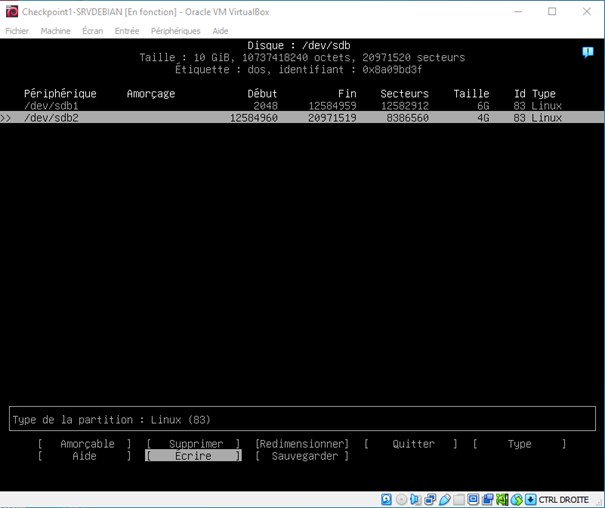 Checkpoint1-SRVDEBIAN [En fonction] - Oracle VM VirtualBox
Fichier Machine Écran Entrée Périphériques Aide
Disque : /dev/sdb
Taille : 10 GiB, 10737418240 octets, 20971520 secteurs
Étiquette : dos, identifiant : 0x8a09bd3f
Périphérique Amorçage Début Fin Secteurs Taille Id Type
/dev/sdb1 2048 12584959 12582912 6G 83 Linux
>> /dev/sdb2 12584960 20971519 8386560 4G 83 Linux
Type de la partition : Linux (83)
[ Amorçable ] [ Supprimer ] [Redimensionner] [ Quitter ] [ Type ]
[ Aide ] [ Écrire ] [ Sauvegarder ]
CTRL DROITE